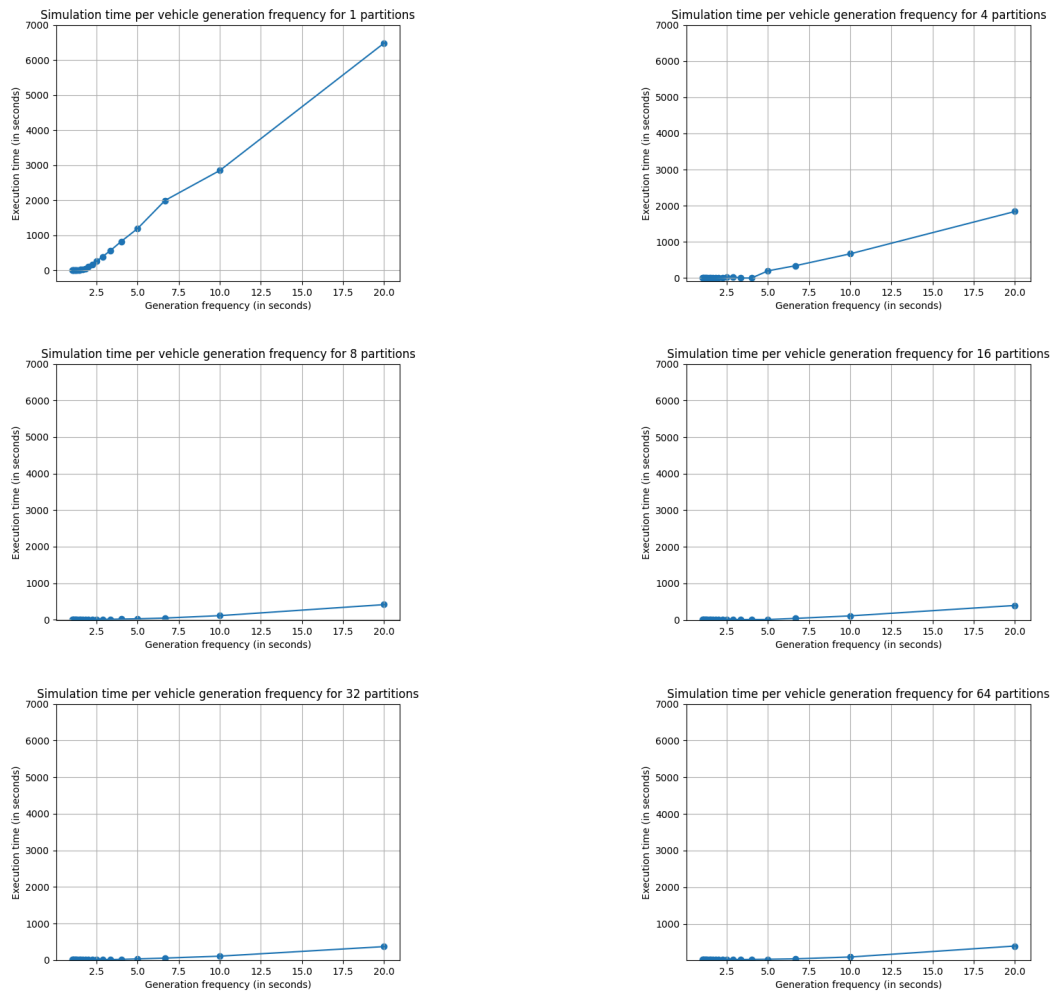 Simulation time per vehicle generation frequency for 1 partitions
7000
6000
5000
4000
3000
2000
1000
0
Execution time (in seconds)
2.5 5.0 7.5 10.0 12.5 15.0 17.5 20.0
Generation frequency (in seconds)
Simulation time per vehicle generation frequency for 4 partitions
7000
6000
5000
4000
3000
2000
1000
0
Execution time (in seconds)
2.5 5.0 7.5 10.0 12.5 15.0 17.5 20.0
Generation frequency (in seconds)
Simulation time per vehicle generation frequency for 8 partitions
7000
6000
5000
4000
3000
2000
1000
0
Execution time (in seconds)
2.5 5.0 7.5 10.0 12.5 15.0 17.5 20.0
Generation frequency (in seconds)
Simulation time per vehicle generation frequency for 16 partitions
7000
6000
5000
4000
3000
2000
1000
0
Execution time (in seconds)
2.5 5.0 7.5 10.0 12.5 15.0 17.5 20.0
Generation frequency (in seconds)
Simulation time per vehicle generation frequency for 32 partitions
7000
6000
5000
4000
3000
2000
1000
0
Execution time (in seconds)
2.5 5.0 7.5 10.0 12.5 15.0 17.5 20.0
Generation frequency (in seconds)
Simulation time per vehicle generation frequency for 64 partitions
7000
6000
5000
4000
3000
2000
1000
Execution time (in seconds)
2.5 5.0 7.5 10.0 12.5 15.0 17.5 20.0
Generation frequency (in seconds)